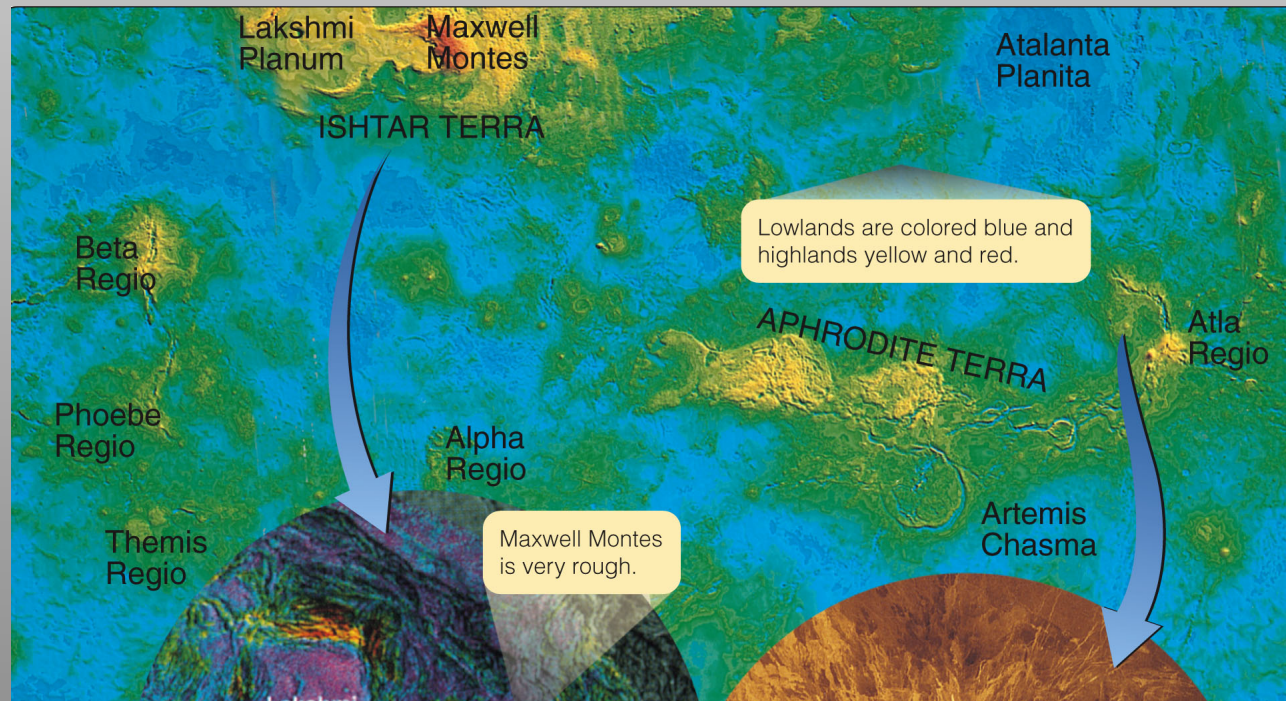 Lakshmi
Planum
Maxwell
Montes
Atalanta
Planita
ISHTAR TERRA
Lowlands are colored blue and
highlands yellow and red.
Beta
Regio
APHRODITE TERRA
Atla
Regio
Phoebe
Regio
Alpha
Regio
Themis
Regio
Maxwell Montes
is very rough.
Artemis
Chasma
Lakshmi